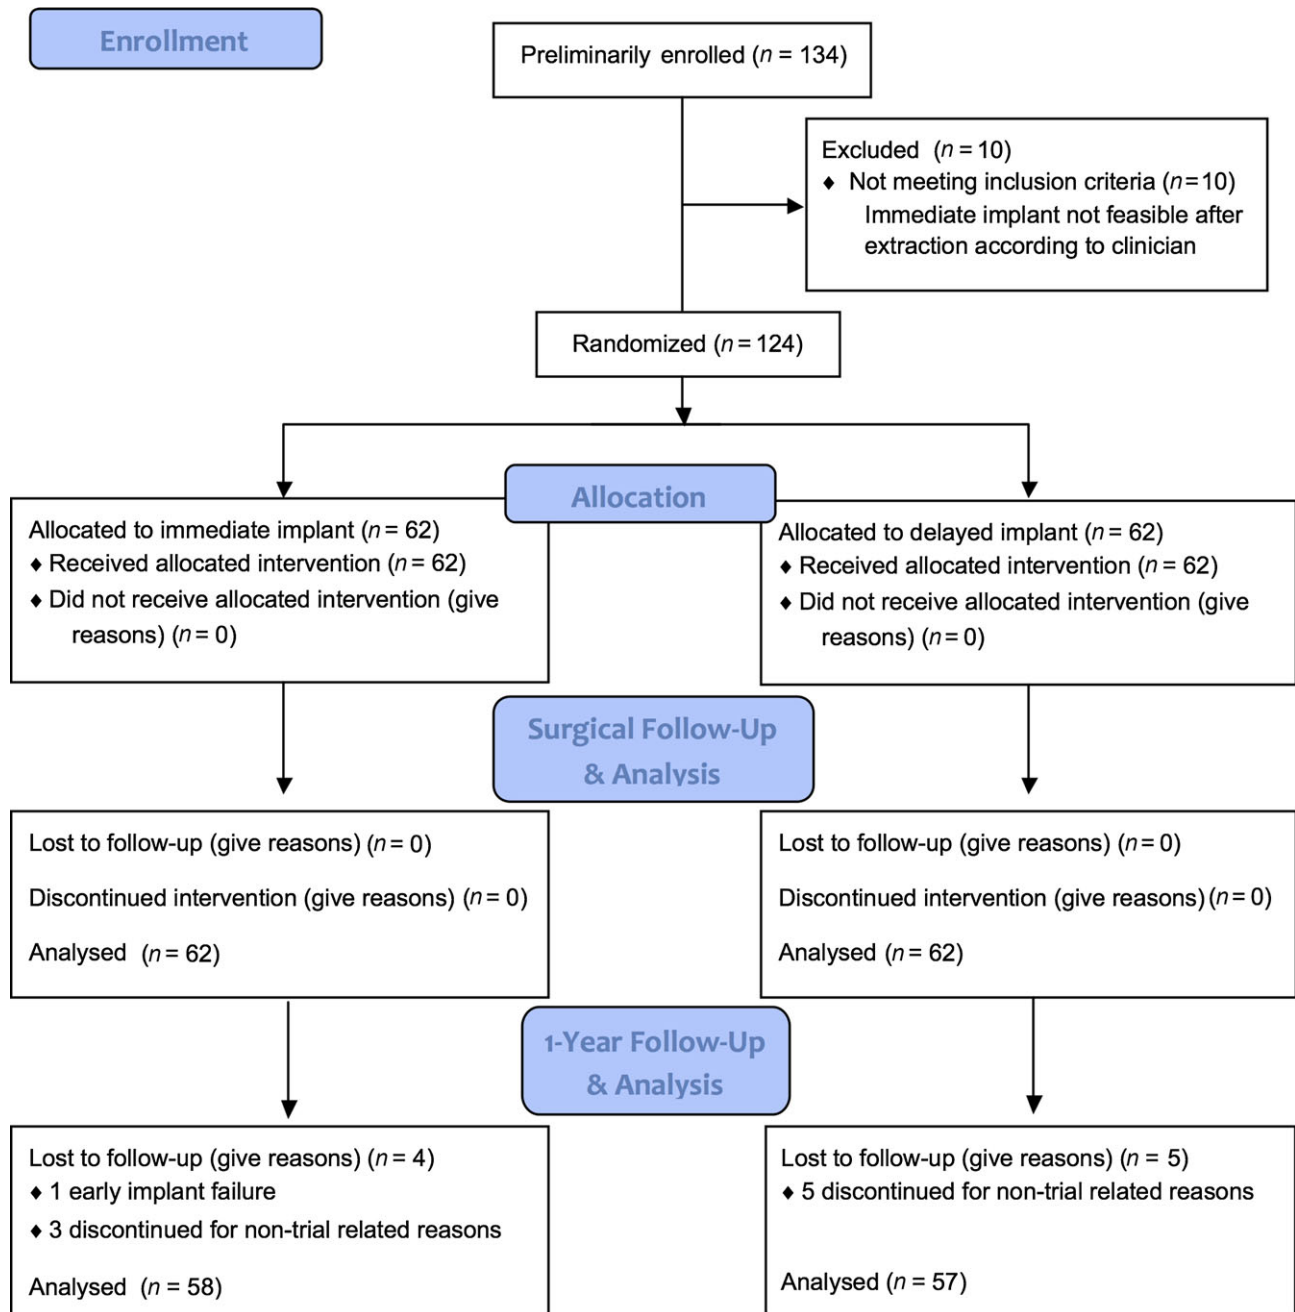 Enrollment
Preliminarily enrolled (n = 134)
Excluded (n = 10)
♦ Not meeting inclusion criteria (n = 10)
Immediate implant not feasible after
extraction according to clinician
Randomized (n = 124)
Allocation
Allocated to immediate implant (n = 62)
♦ Received allocated intervention (n = 62)
♦ Did not receive allocated intervention (give
reasons) (n = 0)
Allocated to delayed implant (n = 62)
♦ Received allocated intervention (n = 62)
♦ Did not receive allocated intervention (give
reasons) (n = 0)
Surgical Follow-Up
& Analysis
Lost to follow-up (give reasons) (n = 0)
Discontinued intervention (give reasons) (n = 0)
Analysed (n = 62)
Lost to follow-up (give reasons) (n = 0)
Discontinued intervention (give reasons) (n = 0)
Analysed (n = 62)
1-Year Follow-Up
& Analysis
Lost to follow-up (give reasons) (n = 4)
♦ 1 early implant failure
♦ 3 discontinued for non-trial related reasons
Analysed (n = 58)
Lost to follow-up (give reasons) (n = 5)
♦ 5 discontinued for non-trial related reasons
Analysed (n = 57)